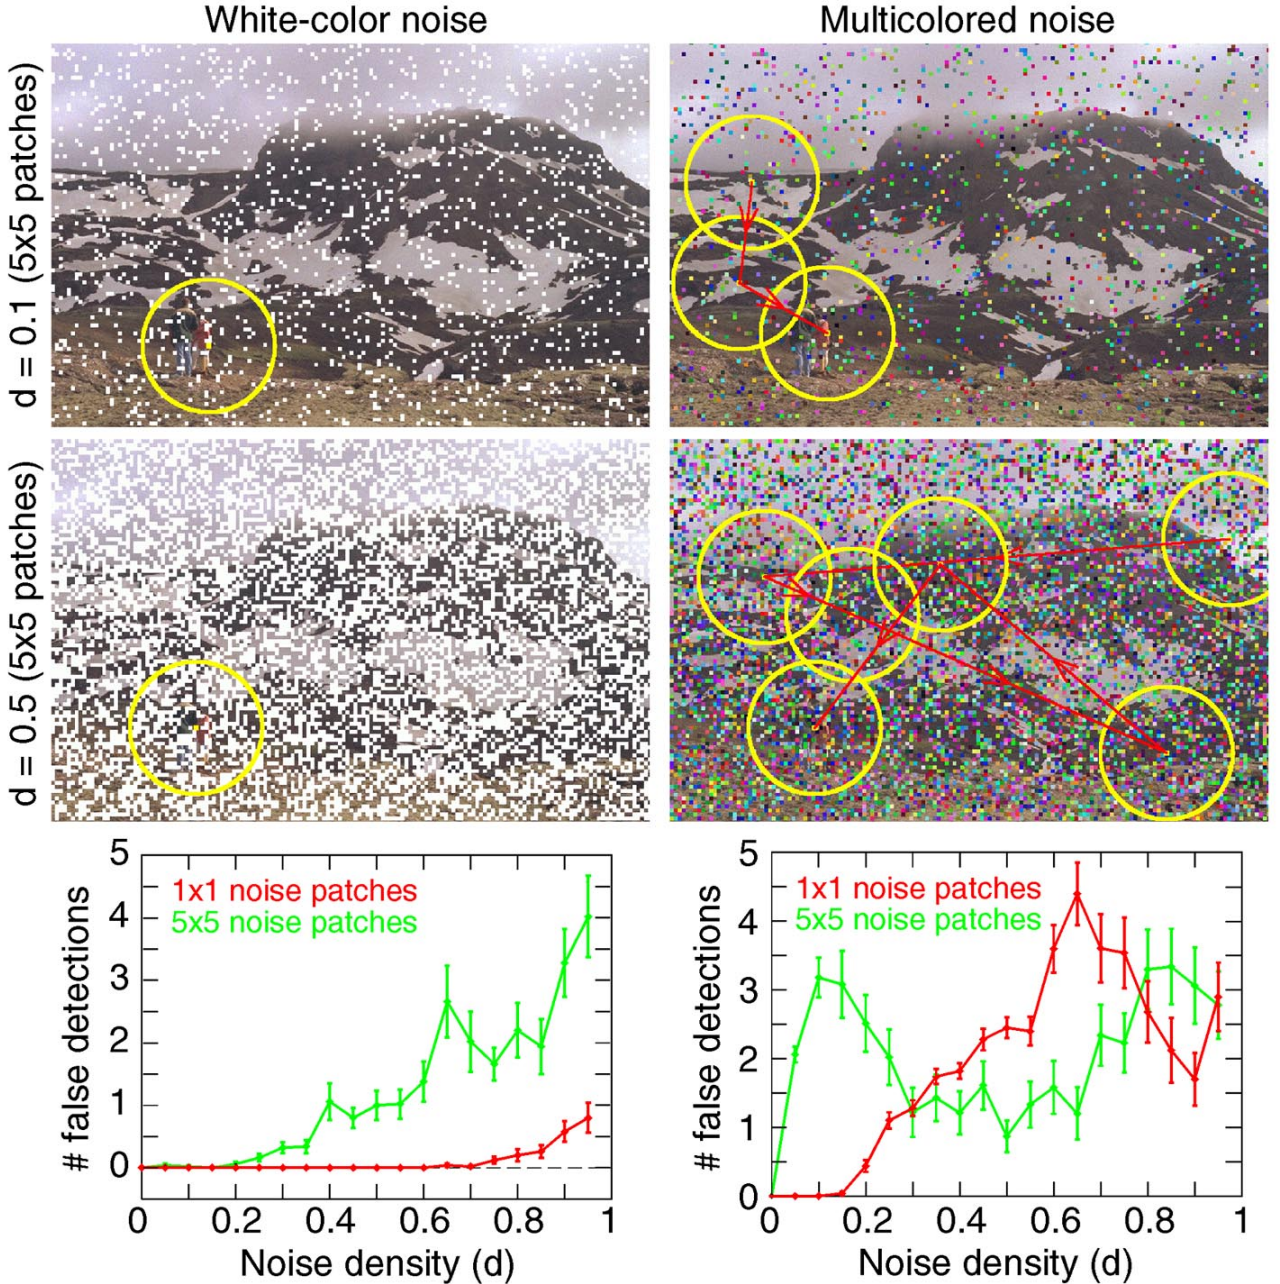 White-color noise
Multicolored noise
d = 0.1 (5x5 patches)
d = 0.5 (5x5 patches)
# false detections
5
4
3
2
1
0
1x1 noise patches
5x5 noise patches
0 0.2 0.4 0.6 0.8 1
Noise density (d)
# false detections
5
4
3
2
1
0
1x1 noise patches
5x5 noise patches
0 0.2 0.4 0.6 0.8 1
Noise density (d)